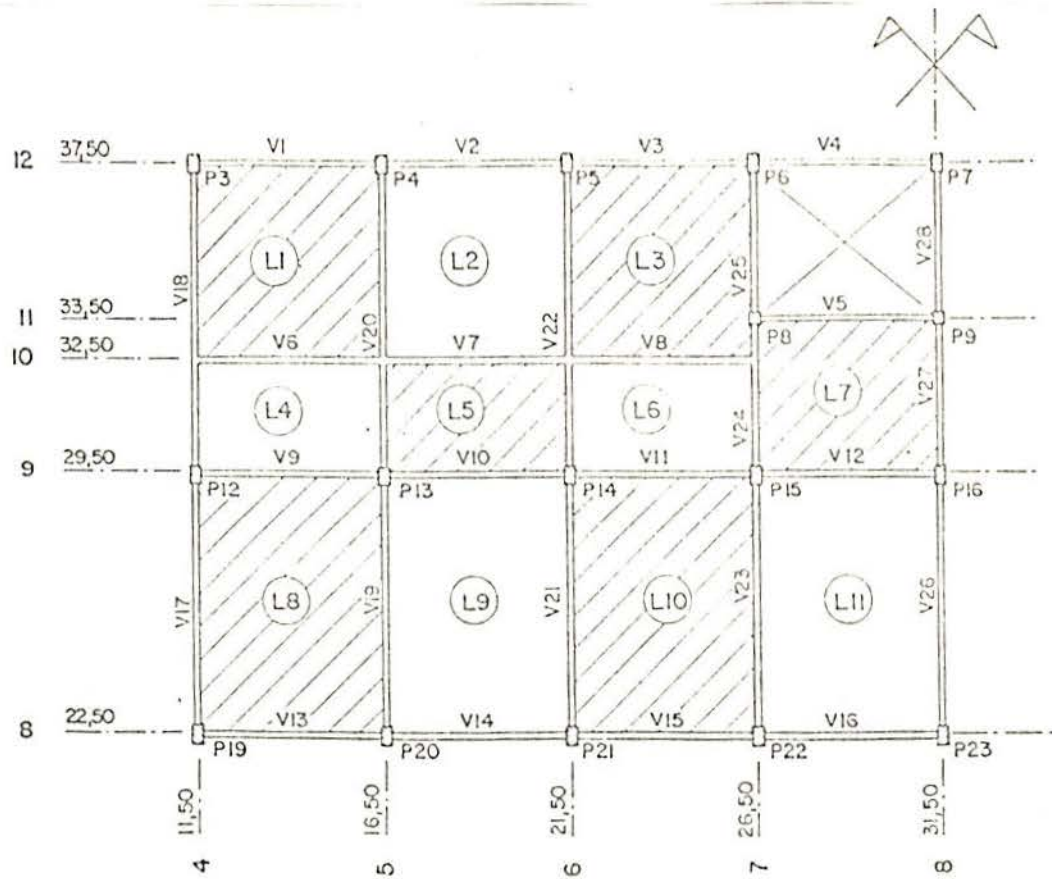 12 37,50 V1 V2 V3 V4
P3 P4 P5 P6 P7
L1 L2 L3
V18 V20 V22 V25 V28
11 33,50 V5
P8 P9
10 32,50 V6 V7 V8
L4 L5 L6 L7
V24 V27
9 29,50 V9 V10 V11 V12
P12 P13 P14 P15 P16
L8 L9 L10 L11
V17 V19 V21 V23 V26
8 22,50 V13 V14 V15 V16
P19 P20 P21 P22 P23
11,50 16,50 21,50 26,50 31,50
4 5 6 7 8